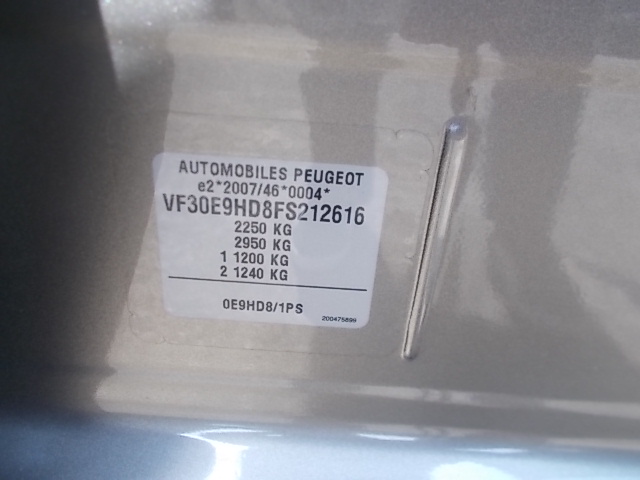 AUTOMOBILES PEUGEOT
e2*2007/46*0004*
VF30E9HD8FS212616
2250 KG
2950 KG
1 1200 KG
2 1240 KG
0E9HD8/1PS
200475899